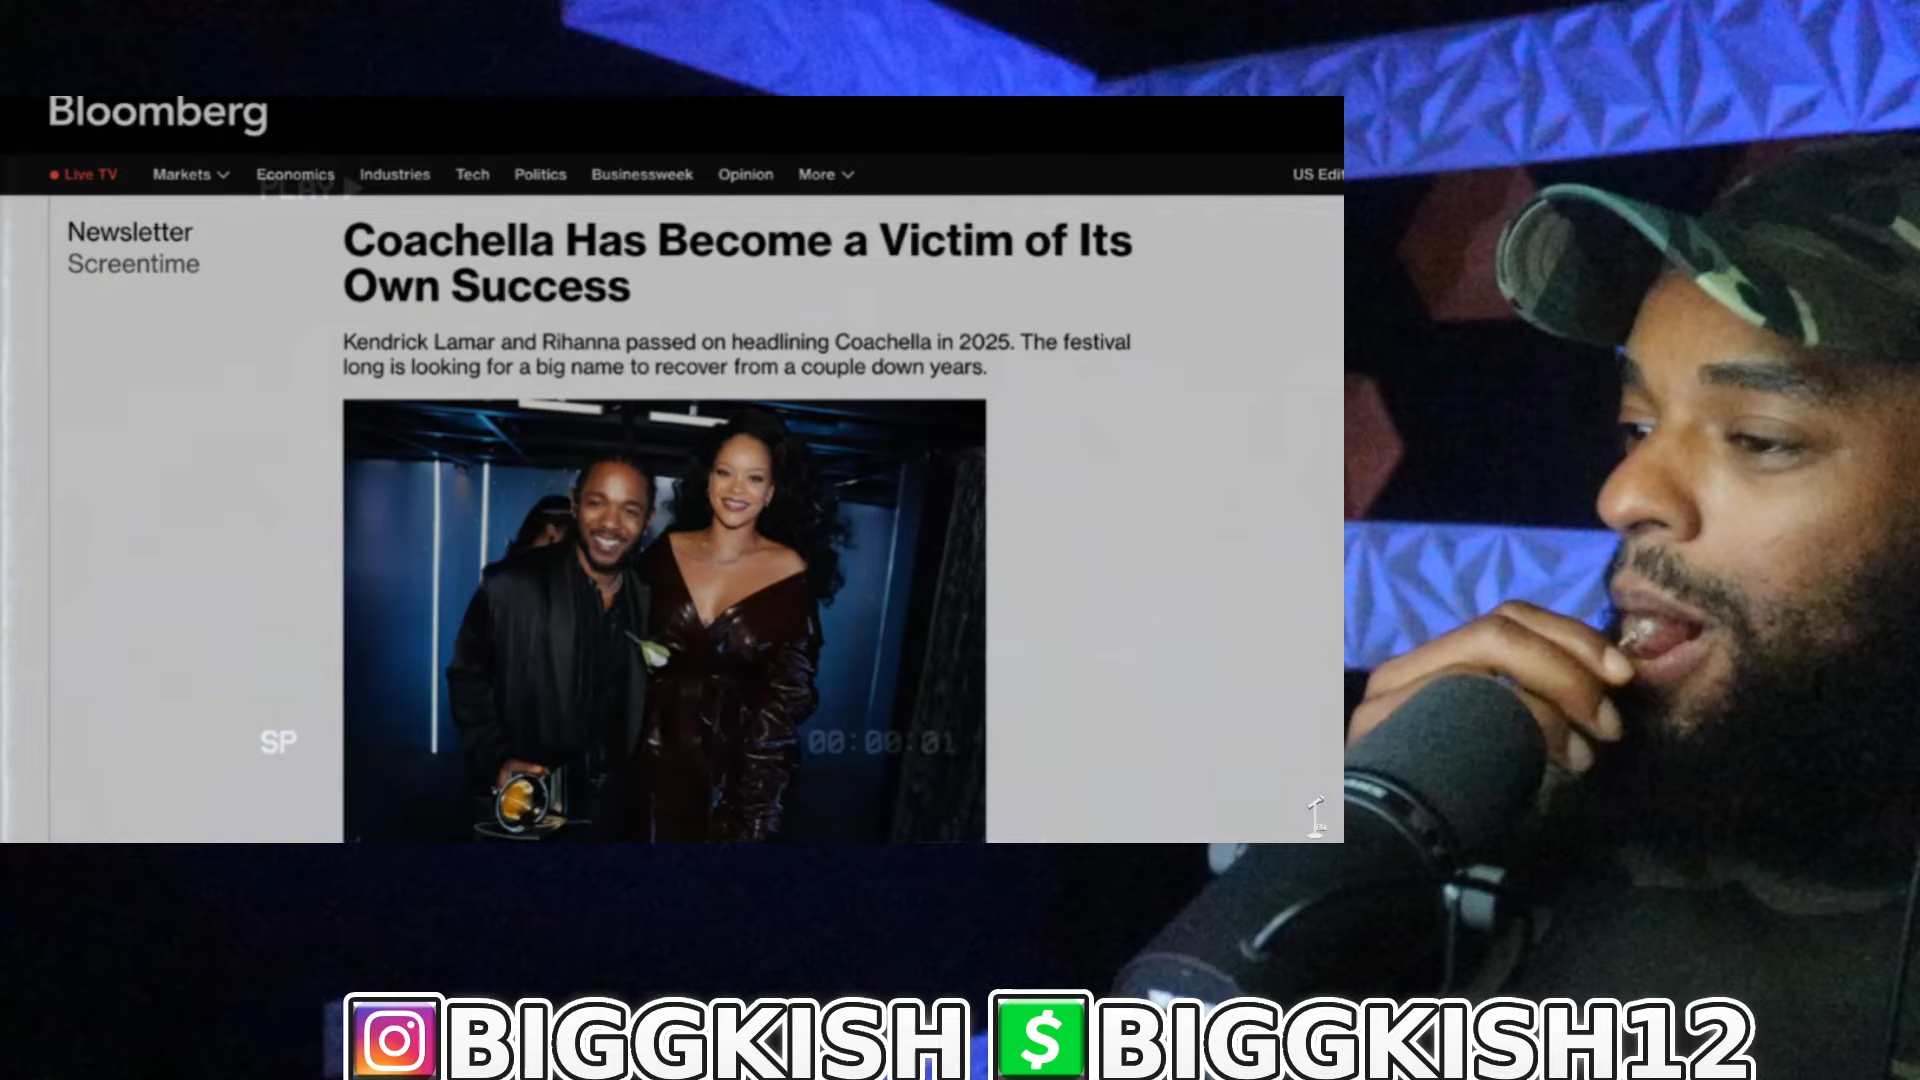 Bloomberg
Live TV Markets Economics Industries Tech Politics Businessweek Opinion More US Edit
PLAY
Newsletter
Screentime
Coachella Has Become a Victim of Its
Own Success
Kendrick Lamar and Rihanna passed on headlining Coachella in 2025. The festival
long is looking for a big name to recover from a couple down years.
SP
00:00:01
BIGGKISH $ BIGGKISH12